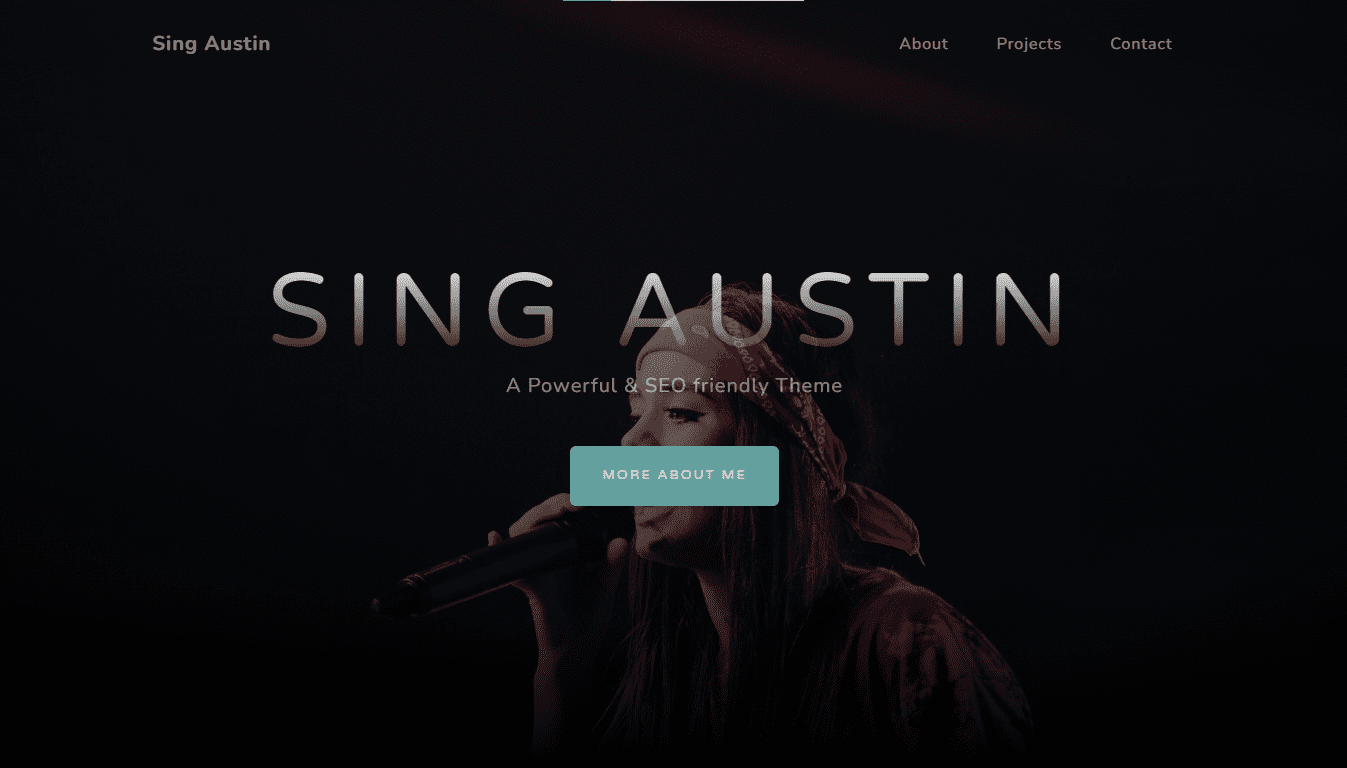 Sing Austin
About Projects Contact
SING AUSTIN
A Powerful & SEO friendly Theme
MORE ABOUT ME